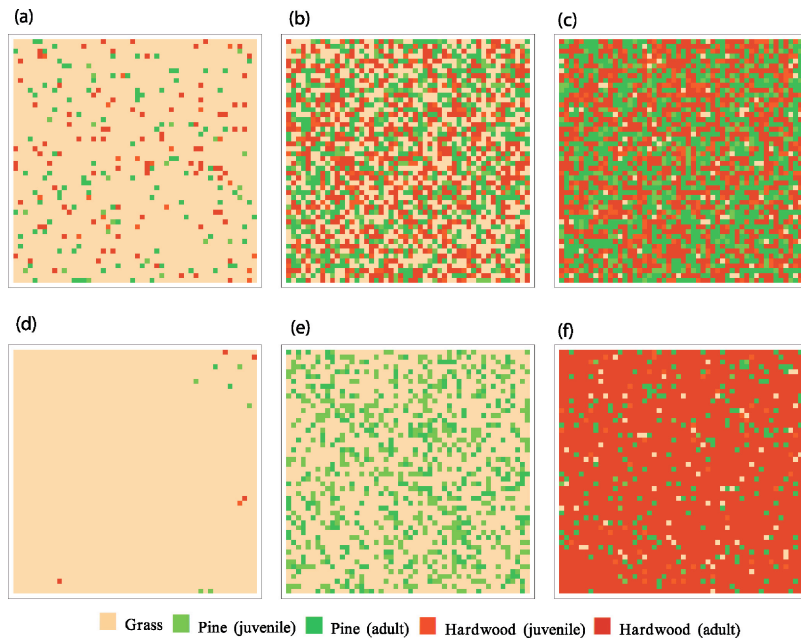 (a) (b) (c)
(d) (e) (f)
Grass Pine (juvenile) Pine (adult) Hardwood (juvenile) Hardwood (adult)